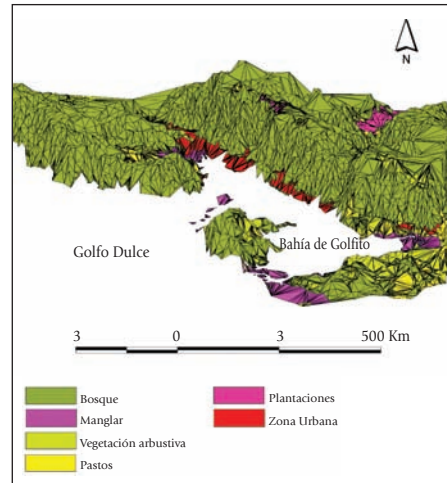 N
Golfo Dulce
Bahía de Golfito
3 0 3 500 Km
Bosque
Manglar
Vegetación arbustiva
Pastos
Plantaciones
Zona Urbana